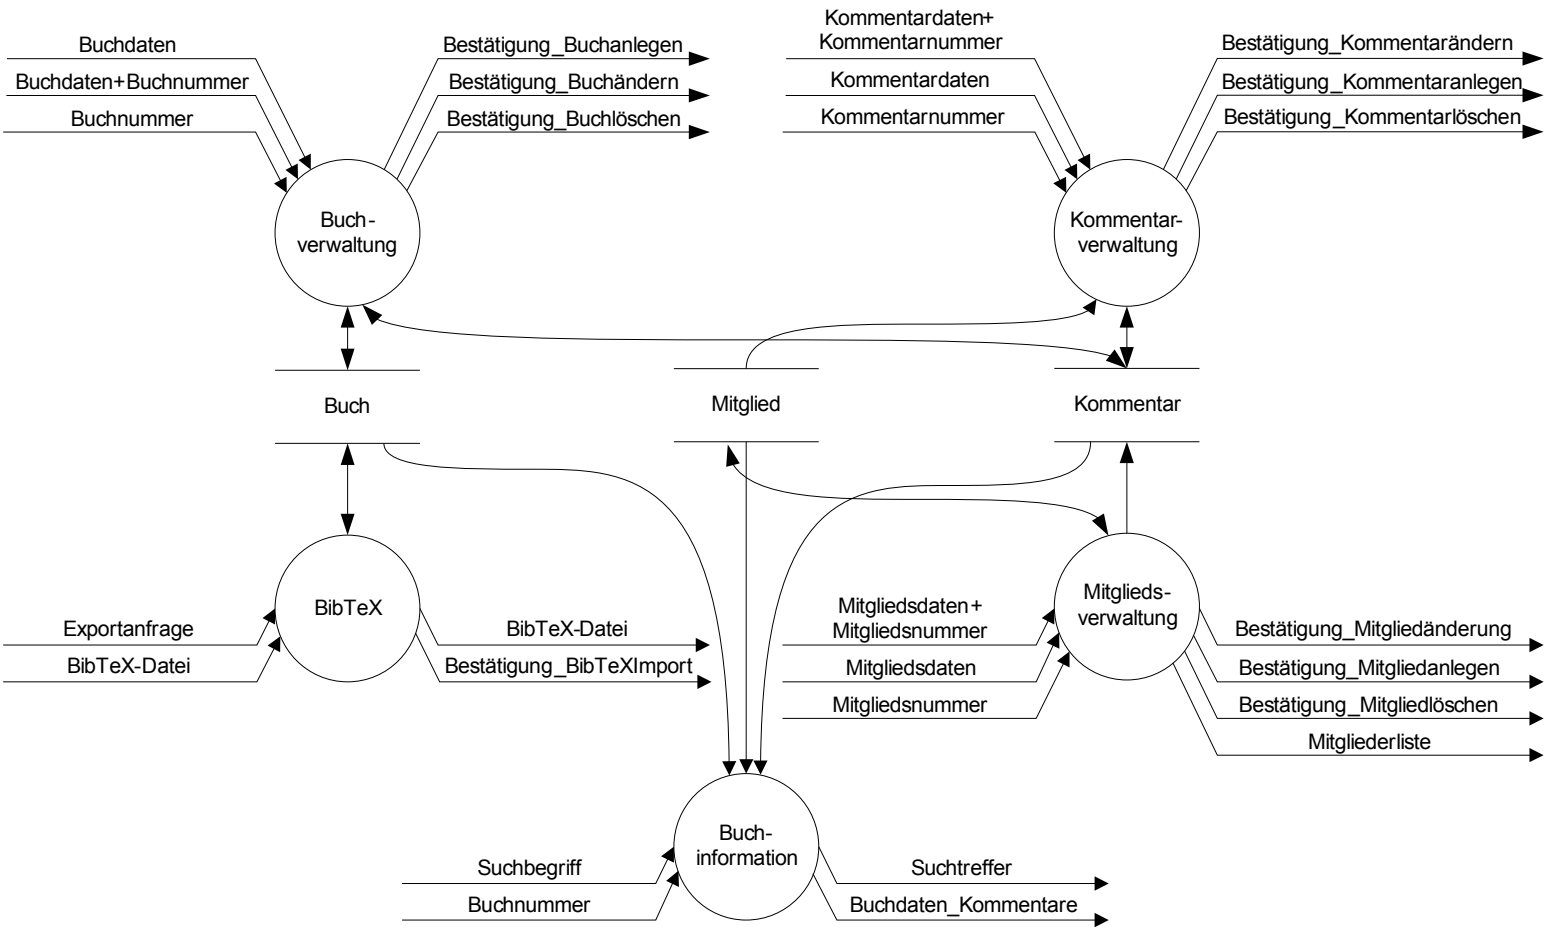 Buchdaten
Buchdaten+Buchnummer
Buchnummer
Bestätigung_Buchanlegen
Bestätigung_Buchändern
Bestätigung_Buchlöschen
Kommentardaten+
Kommentarnummer
Kommentardaten
Kommentarnummer
Bestätigung_Kommentarändern
Bestätigung_Kommentaranlegen
Bestätigung_Kommentarlöschen
Buch-
verwaltung
Kommentar-
verwaltung
Buch
Mitglied
Kommentar
BibTeX
Exportanfrage
BibTeX-Datei
BibTeX-Datei
Bestätigung_BibTeXImport
Mitglieds-
verwaltung
Mitgliedsdaten+
Mitgliedsnummer
Mitgliedsdaten
Mitgliedsnummer
Bestätigung_Mitgliedänderung
Bestätigung_Mitgliedanlegen
Bestätigung_Mitgliedlöschen
Mitgliederliste
Buch-
information
Suchbegriff
Buchnummer
Suchtreffer
Buchdaten_Kommentare